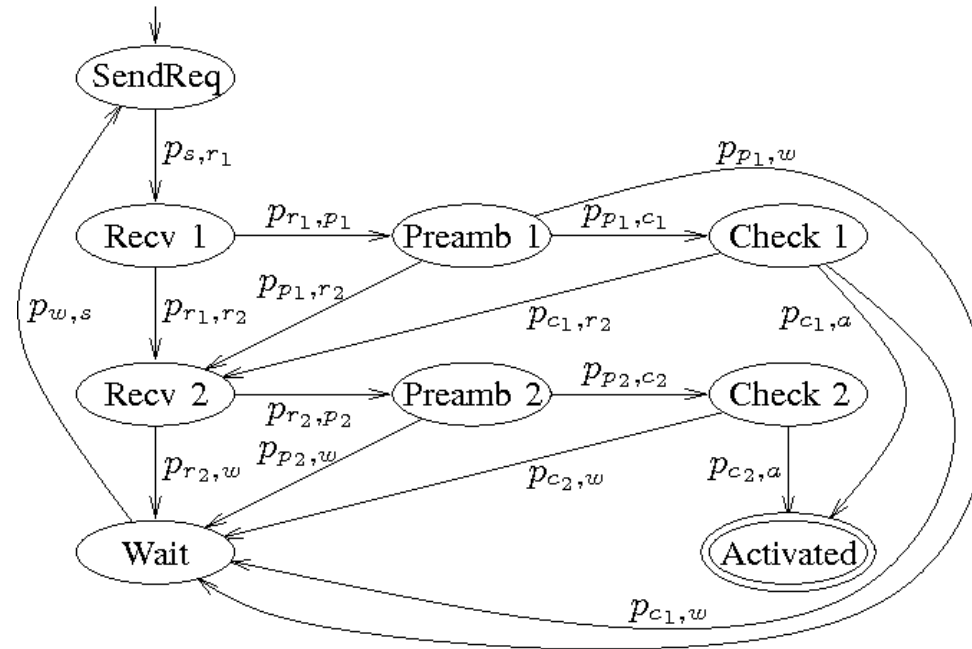 SendReq
p_{s,r_1}
p_{p_1,w}
Recv 1
p_{r_1,p_1}
Preamb 1
p_{p_1,c_1}
Check 1
p_{w,s}
p_{r_1,r_2}
p_{p_1,r_2}
p_{c_1,r_2}
p_{c_1,a}
Recv 2
p_{r_2,p_2}
Preamb 2
p_{p_2,c_2}
Check 2
p_{r_2,w}
p_{p_2,w}
p_{c_2,w}
p_{c_2,a}
Wait
Activated
p_{c_1,w}